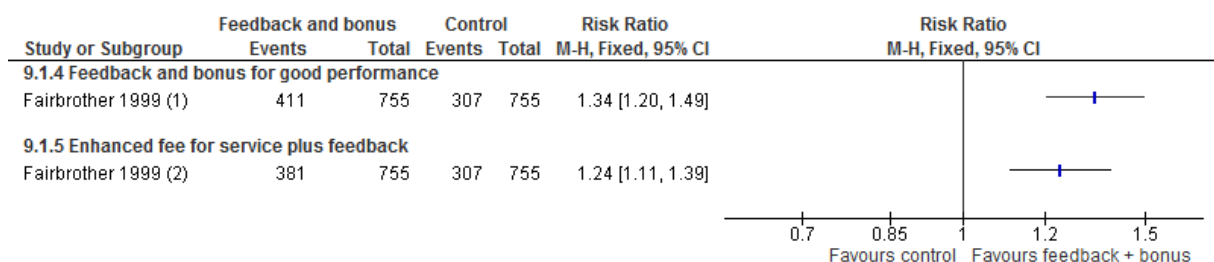 Feedback and bonus Control Risk Ratio Risk Ratio
Study or Subgroup Events Total Events Total M-H, Fixed, 95% CI M-H, Fixed, 95% CI
9.1.4 Feedback and bonus for good performance
Fairbrother 1999 (1) 411 755 307 755 1.34 [1.20, 1.49]
9.1.5 Enhanced fee for service plus feedback
Fairbrother 1999 (2) 381 755 307 755 1.24 [1.11, 1.39]
0.7 0.85 1 1.2 1.5
Favours control Favours feedback + bonus